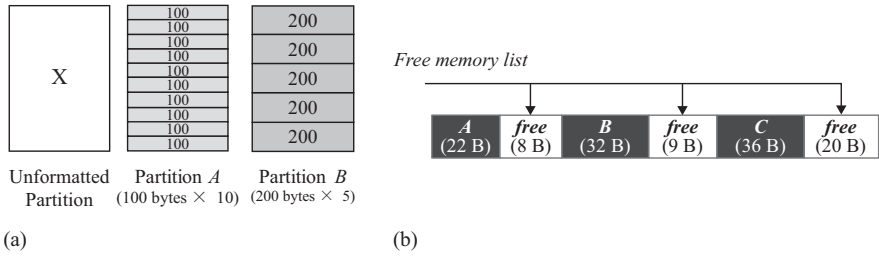 X
100
100
100
100
100
100
100
100
100
100
200
200
200
200
200
Unformatted
Partition
Partition A
(100 bytes × 10)
Partition B
(200 bytes × 5)
(a)
Free memory list
A
(22 B)
free
(8 B)
B
(32 B)
free
(9 B)
C
(36 B)
free
(20 B)
(b)